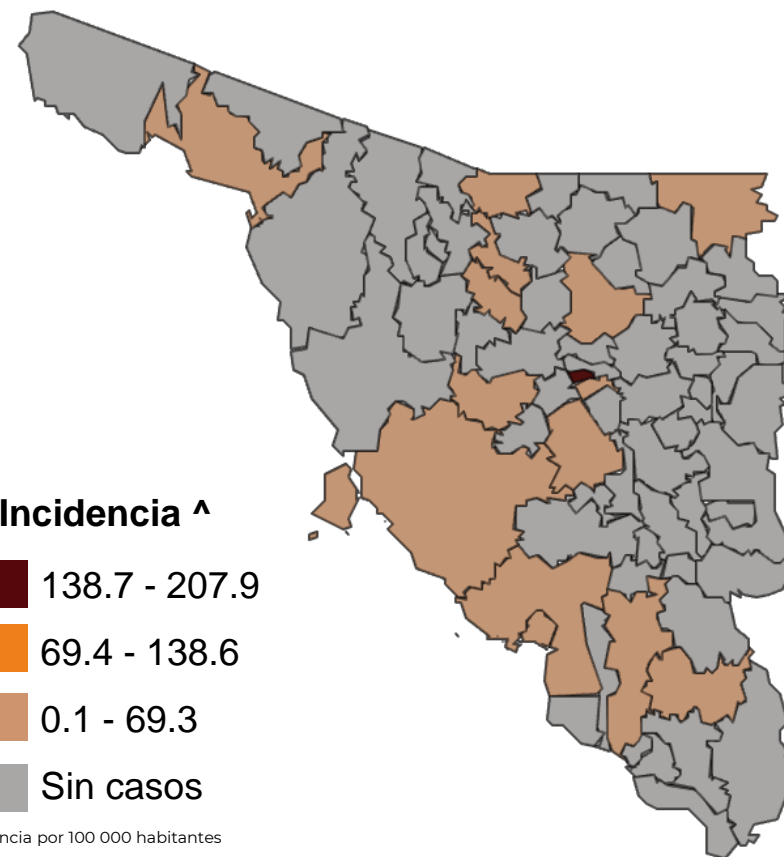 Incidencia ^
138.7 - 207.9
69.4 - 138.6
0.1 - 69.3
Sin casos
ncia por 100 000 habitantes